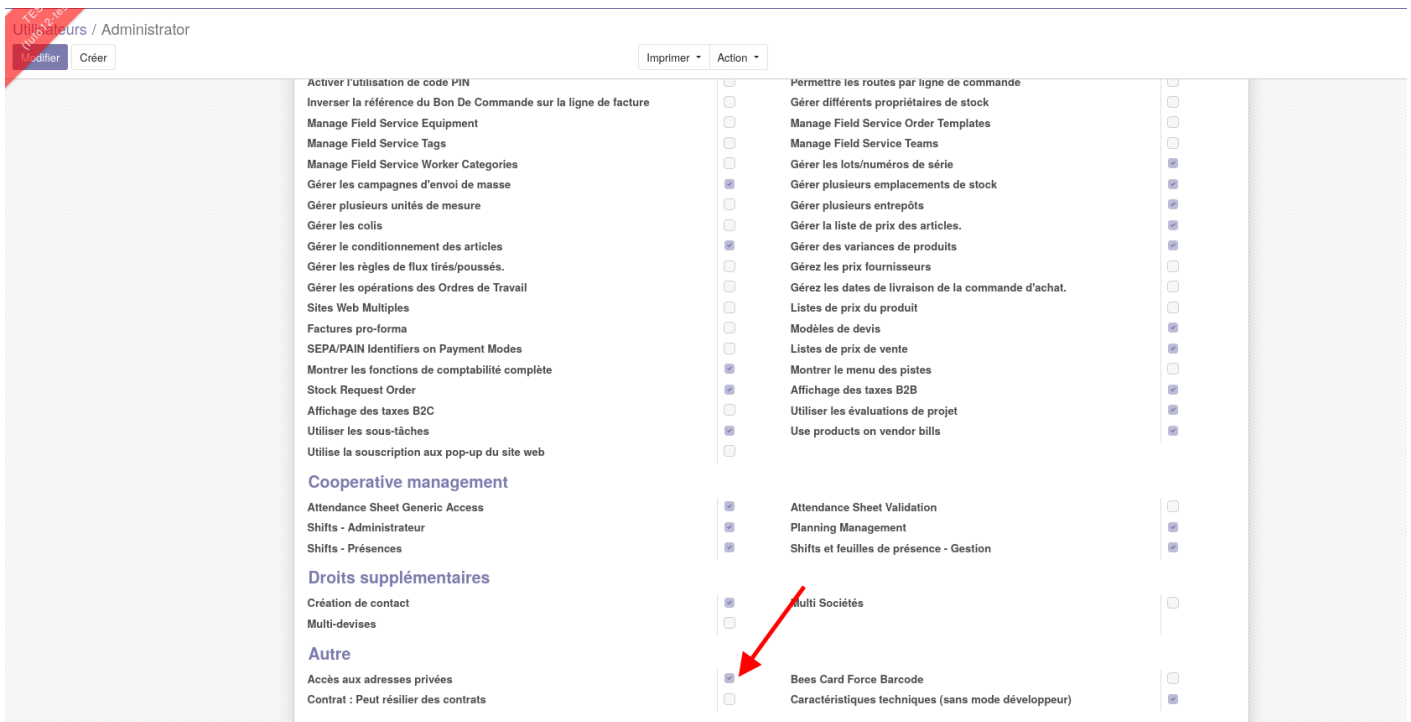 TES
(tuto12-tes
Utilisateurs / Administrator
Modifier Créer Imprimer Action
Activer l'utilisation de code PIN Permettre les routes par ligne de commande
Inverser la référence du Bon De Commande sur la ligne de facture Gérer différents propriétaires de stock
Manage Field Service Equipment Manage Field Service Order Templates
Manage Field Service Tags Manage Field Service Teams
Manage Field Service Worker Categories Gérer les lots/numéros de série
Gérer les campagnes d'envoi de masse Gérer plusieurs emplacements de stock
Gérer plusieurs unités de mesure Gérer plusieurs entrepôts
Gérer les colis Gérer la liste de prix des articles.
Gérer le conditionnement des articles Gérer des variances de produits
Gérer les règles de flux tirés/poussés. Gérez les prix fournisseurs
Gérer les opérations des Ordres de Travail Gérez les dates de livraison de la commande d'achat.
Sites Web Multiples Listes de prix du produit
Factures pro-forma Modèles de devis
SEPA/PAIN Identifiers on Payment Modes Listes de prix de vente
Montrer les fonctions de comptabilité complète Montrer le menu des pistes
Stock Request Order Affichage des taxes B2B
Affichage des taxes B2C Utiliser les évaluations de projet
Utiliser les sous-tâches Use products on vendor bills
Utilise la souscription aux pop-up du site web
Cooperative management
Attendance Sheet Generic Access Attendance Sheet Validation
Shifts - Administrateur Planning Management
Shifts - Présences Shifts et feuilles de présence - Gestion
Droits supplémentaires
Création de contact Multi Sociétés
Multi-devises
Autre
Accès aux adresses privées Bees Card Force Barcode
Contrat : Peut résilier des contrats Caractéristiques techniques (sans mode développeur)